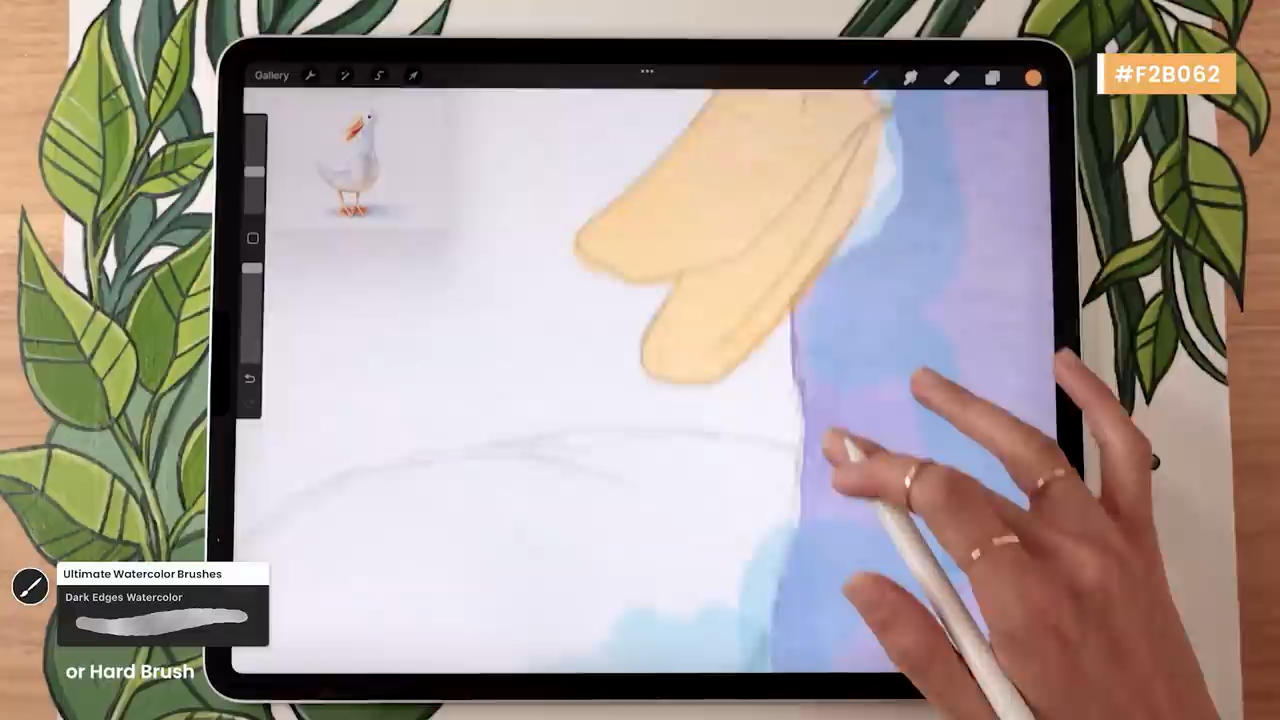 Gallery
#F2B062
Ultimate Watercolor Brushes
Dark Edges Watercolor
or Hard Brush